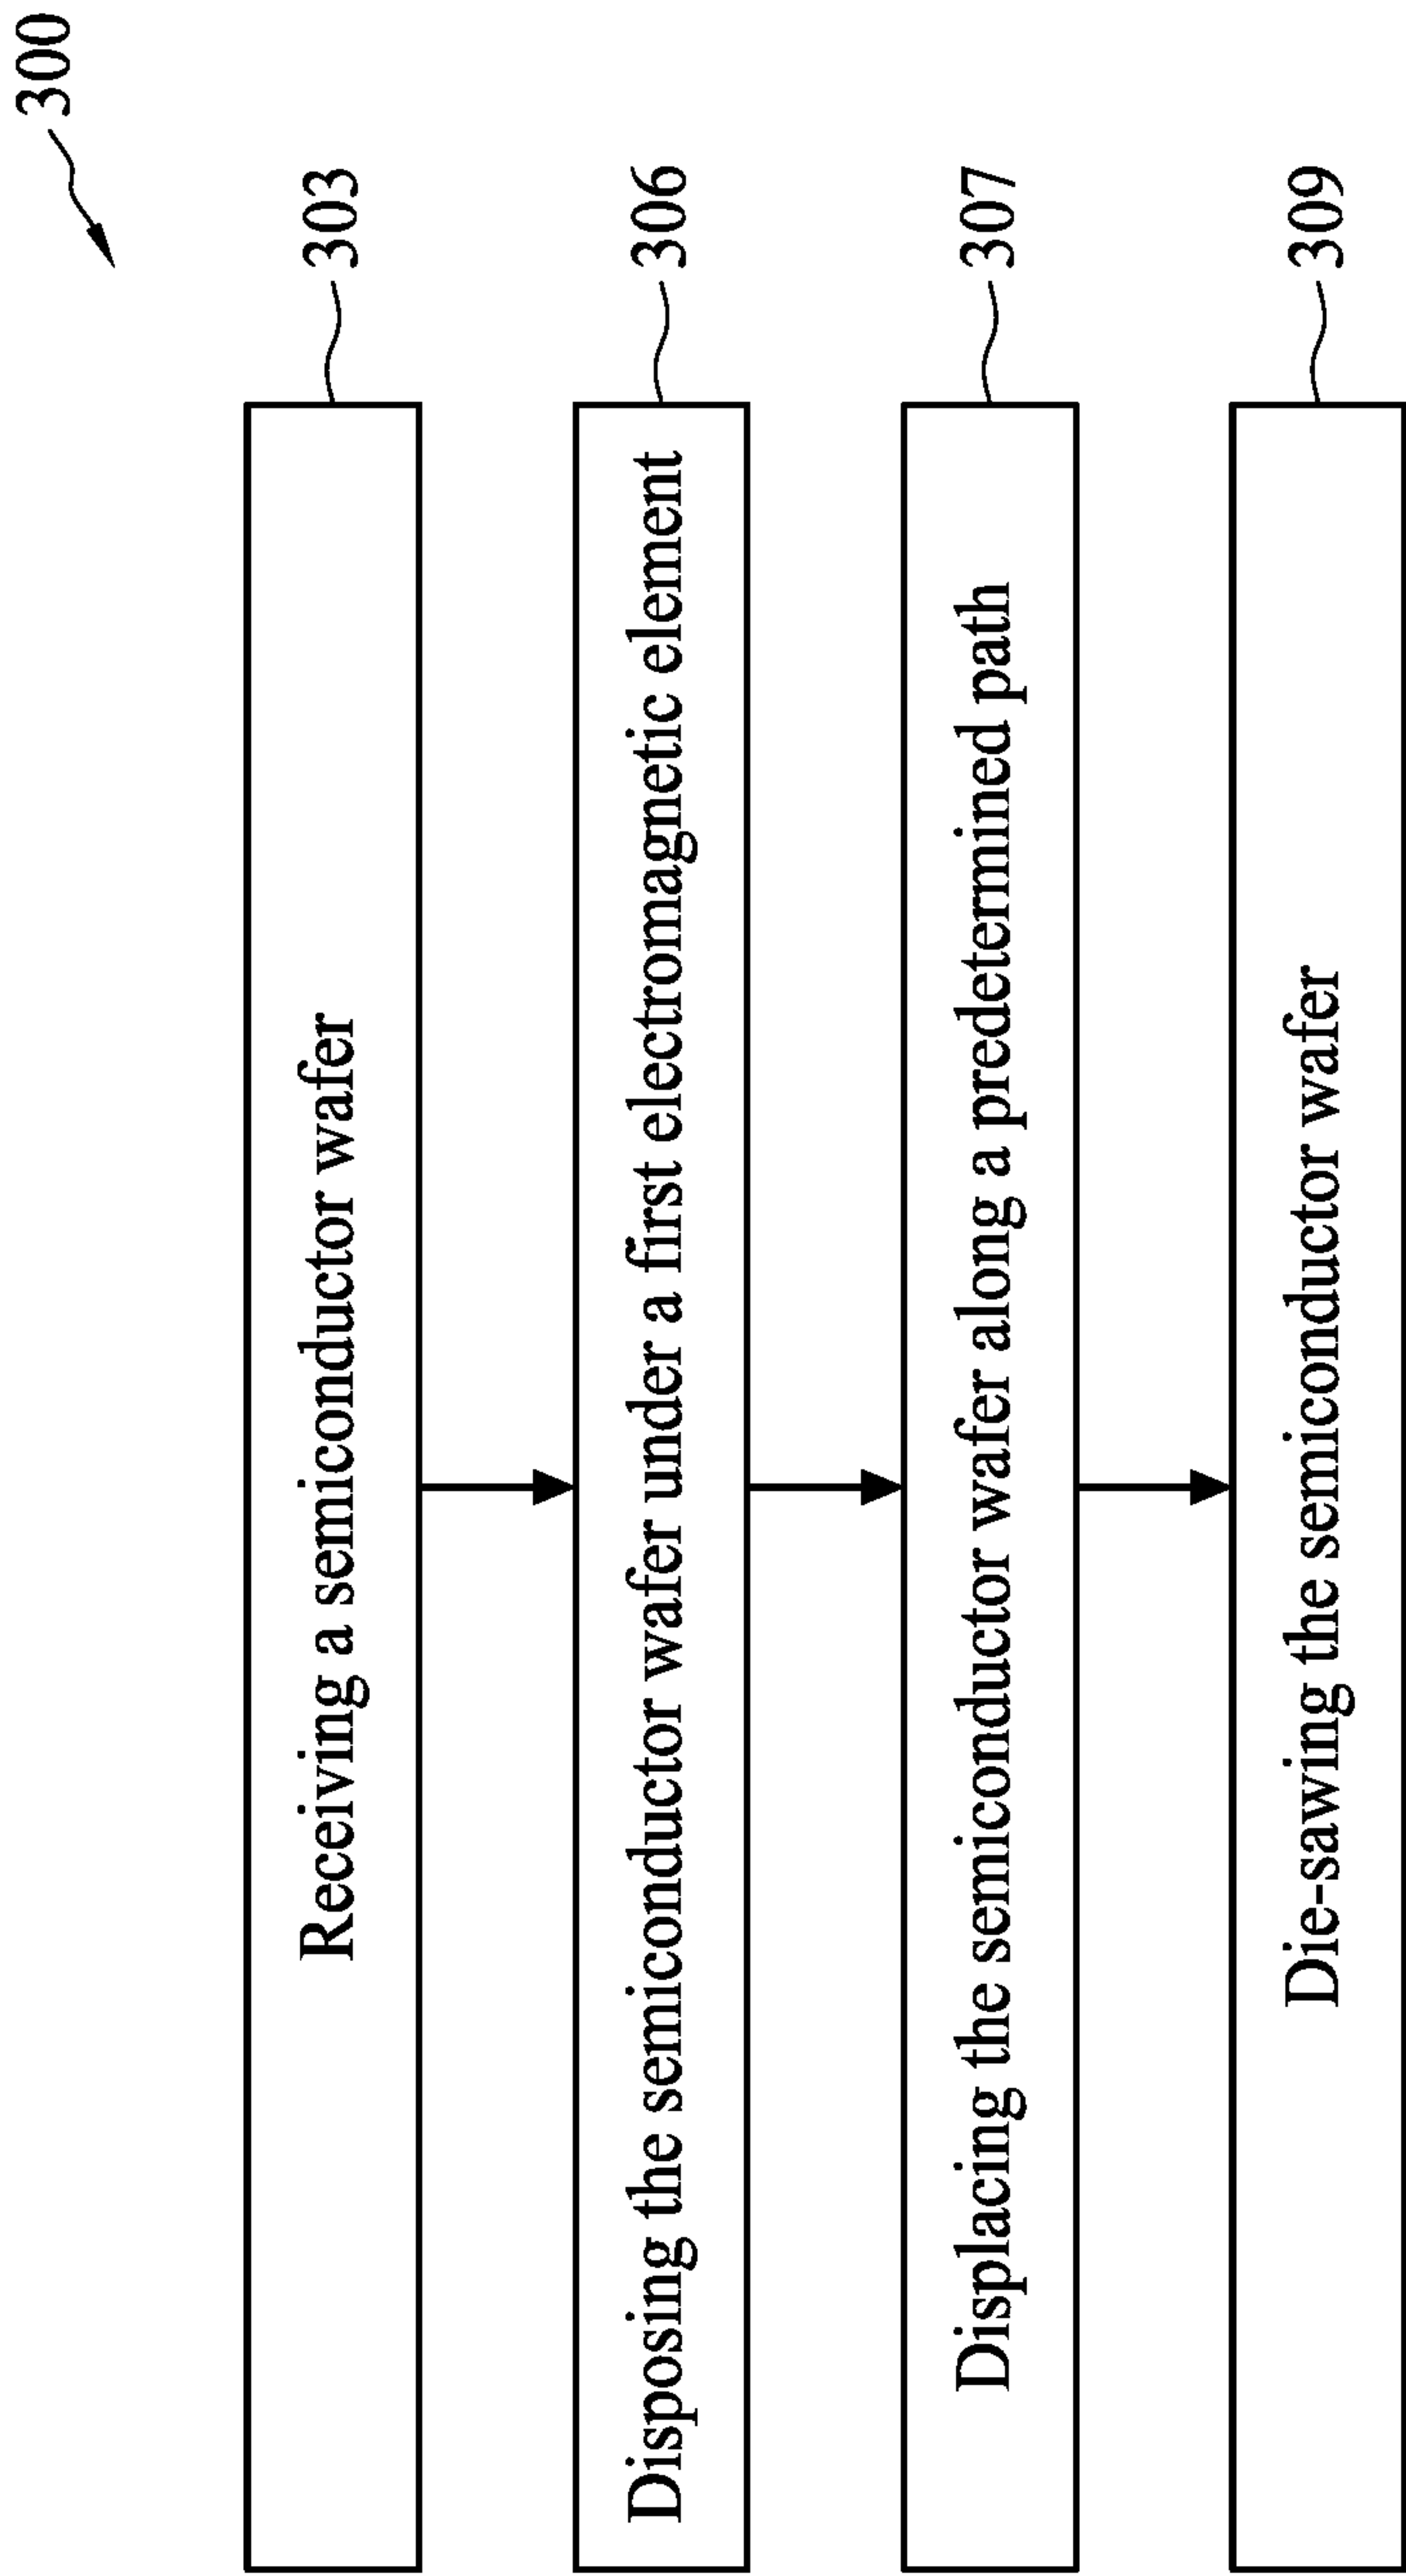 300
Receiving a semiconductor wafer
303
Disposing the semiconductor wafer under a first electromagnetic element
306
Displacing the semiconductor wafer along a predetermined path
307
Die-sawing the semiconductor wafer
309